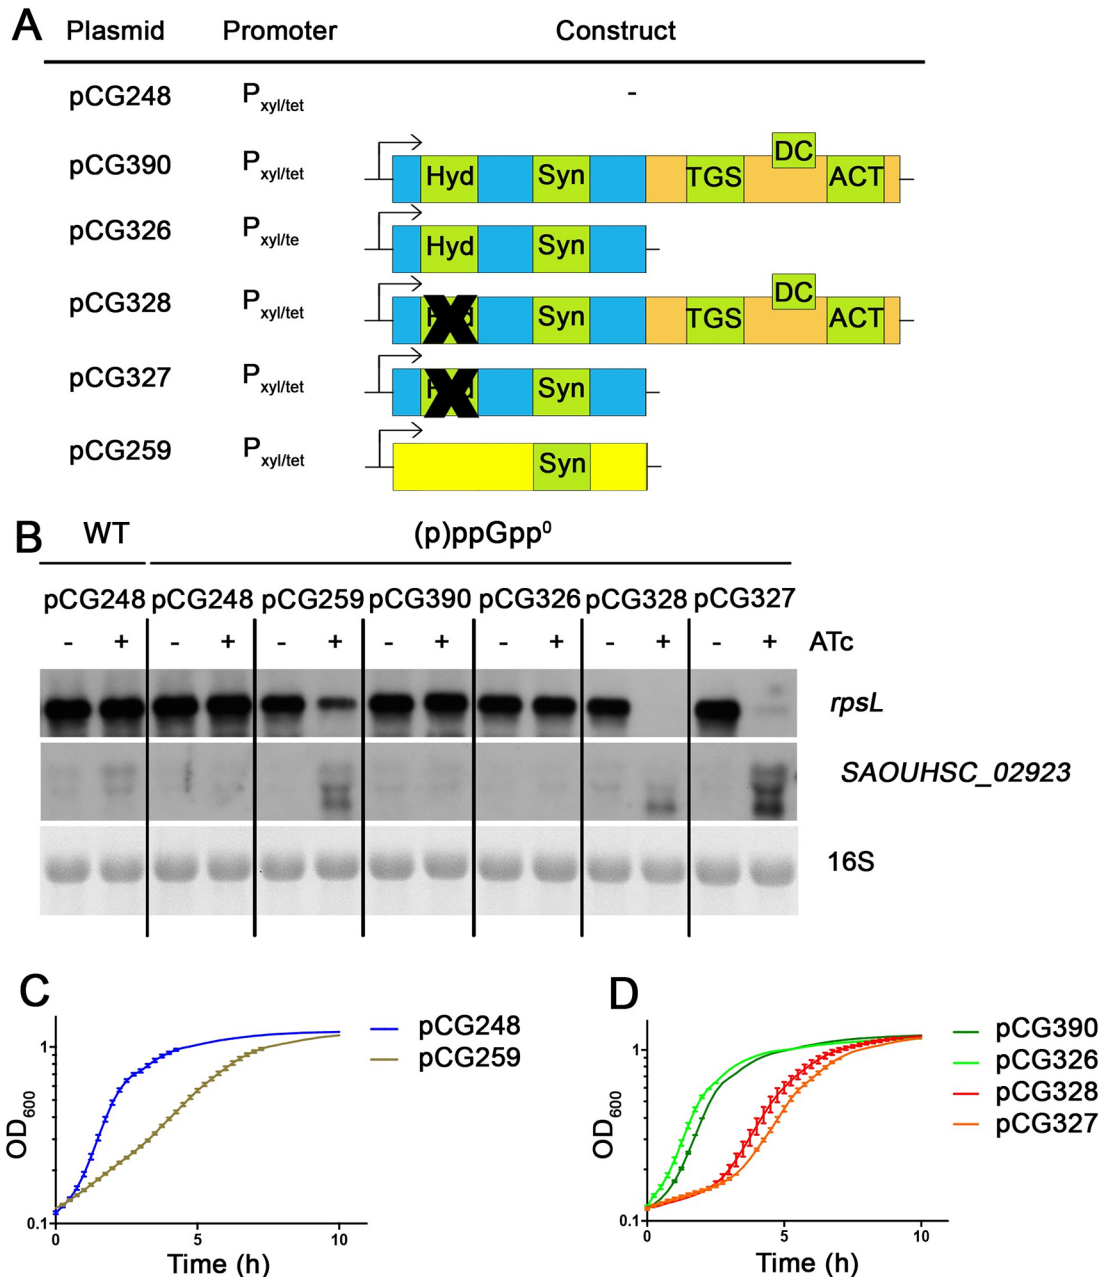 A Plasmid Promoter Construct
pCG248 Pxyl/tet -
pCG390 Pxyl/tet Hyd Syn TGS DC ACT
pCG326 Pxyl/te Hyd Syn
pCG328 Pxyl/tet Syn TGS DC ACT
pCG327 Pxyl/tet Syn
pCG259 Pxyl/tet Syn
B WT (p)ppGpp⁰
pCG248 pCG248 pCG259 pCG390 pCG326 pCG328 pCG327
- + - + - + - + - + - + - + ATc
rpsL
SAOUHSC_02923
16S
C
pCG248
pCG259
1
0.1
OD600
0 5 10
Time (h)
D
pCG390
pCG326
pCG328
pCG327
1
0.1
OD600
0 5 10
Time (h)